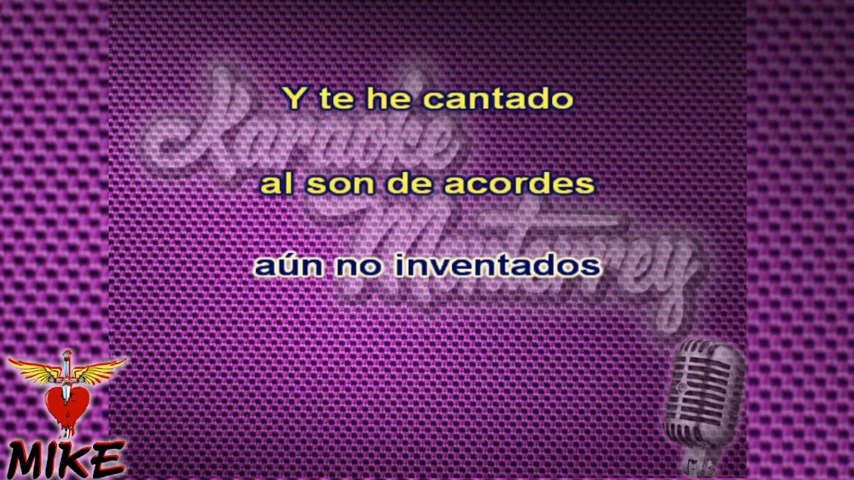 Y te he cantado
al son de acordes
aún no inventados
Karaoke
Monterrey
MIKE